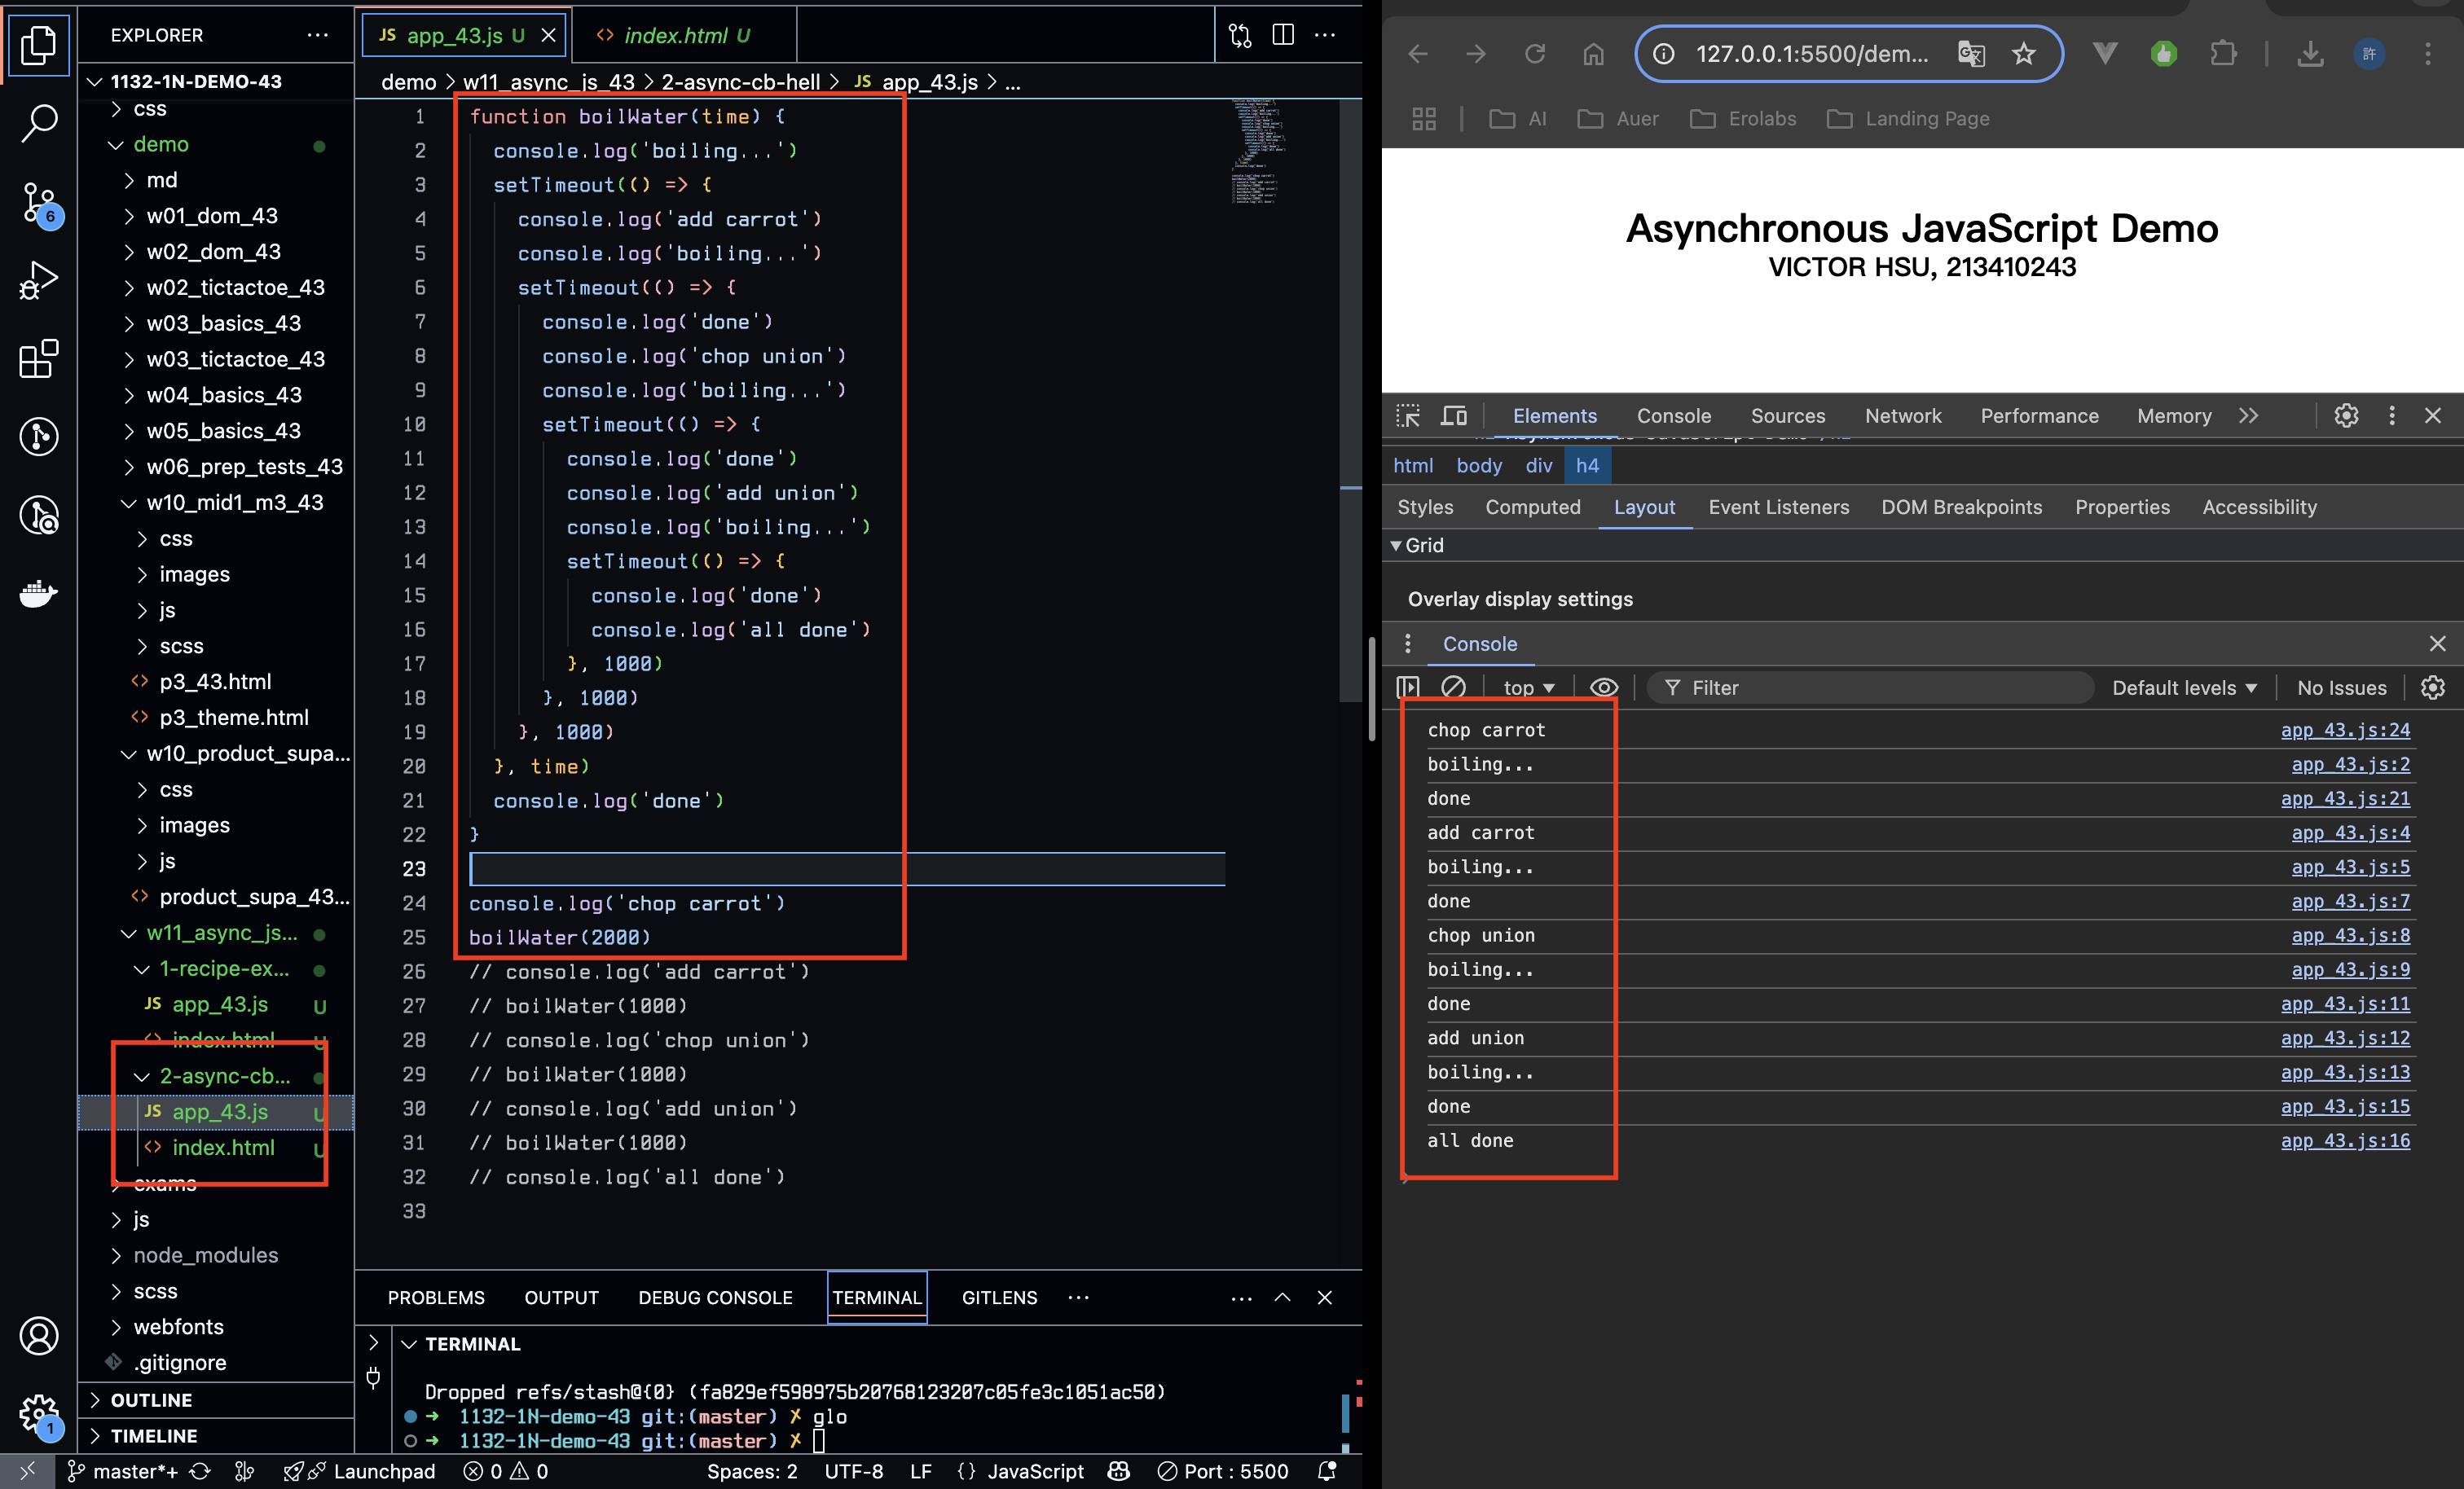 EXPLORER
1132-1N-DEMO-43
css
demo
md
w01_dom_43
w02_dom_43
w02_tictactoe_43
w03_basics_43
w03_tictactoe_43
w04_basics_43
w05_basics_43
w06_prep_tests_43
w10_mid1_m3_43
css
images
js
scss
p3_43.html
p3_theme.html
w10_product_supa...
css
images
js
product_supa_43...
w11_async_js...
1-recipe-ex...
JS app_43.js U
index.html U
2-async-cb...
JS app_43.js U
index.html U
exams
js
node_modules
scss
webfonts
.gitignore
OUTLINE
TIMELINE
6
1
JS app_43.js U
index.html U
demo > w11_async_js_43 > 2-async-cb-hell > JS app_43.js > ...
1 function boilWater(time) {
2 console.log('boiling...')
3 setTimeout(() => {
4 console.log('add carrot')
5 console.log('boiling...')
6 setTimeout(() => {
7 console.log('done')
8 console.log('chop union')
9 console.log('boiling...')
10 setTimeout(() => {
11 console.log('done')
12 console.log('add union')
13 console.log('boiling...')
14 setTimeout(() => {
15 console.log('done')
16 console.log('all done')
17 }, 1000)
18 }, 1000)
19 }, 1000)
20 }, time)
21 console.log('done')
22 }
23
24 console.log('chop carrot')
25 boilWater(2000)
26 // console.log('add carrot')
27 // boilWater(1000)
28 // console.log('chop union')
29 // boilWater(1000)
30 // console.log('add union')
31 // boilWater(1000)
32 // console.log('all done')
33
PROBLEMS OUTPUT DEBUG CONSOLE TERMINAL GITLENS
TERMINAL
Dropped refs/stash@{0} (fa829ef598975b20768123207c05fe3c1051ac50)
➜ 1132-1N-demo-43 git:(master) ✗ glo
➜ 1132-1N-demo-43 git:(master) ✗
master*+ Launchpad 0 0 Spaces: 2 UTF-8 LF {} JavaScript Port : 5500
127.0.0.1:5500/dem...
許
AI Auer Erolabs Landing Page
Asynchronous JavaScript Demo
VICTOR HSU, 213410243
Elements Console Sources Network Performance Memory
html body div h4
Styles Computed Layout Event Listeners DOM Breakpoints Properties Accessibility
Grid
Overlay display settings
Console
top Filter Default levels No Issues
chop carrot app_43.js:24
boiling... app_43.js:2
done app_43.js:21
add carrot app_43.js:4
boiling... app_43.js:5
done app_43.js:7
chop union app_43.js:8
boiling... app_43.js:9
done app_43.js:11
add union app_43.js:12
boiling... app_43.js:13
done app_43.js:15
all done app_43.js:16